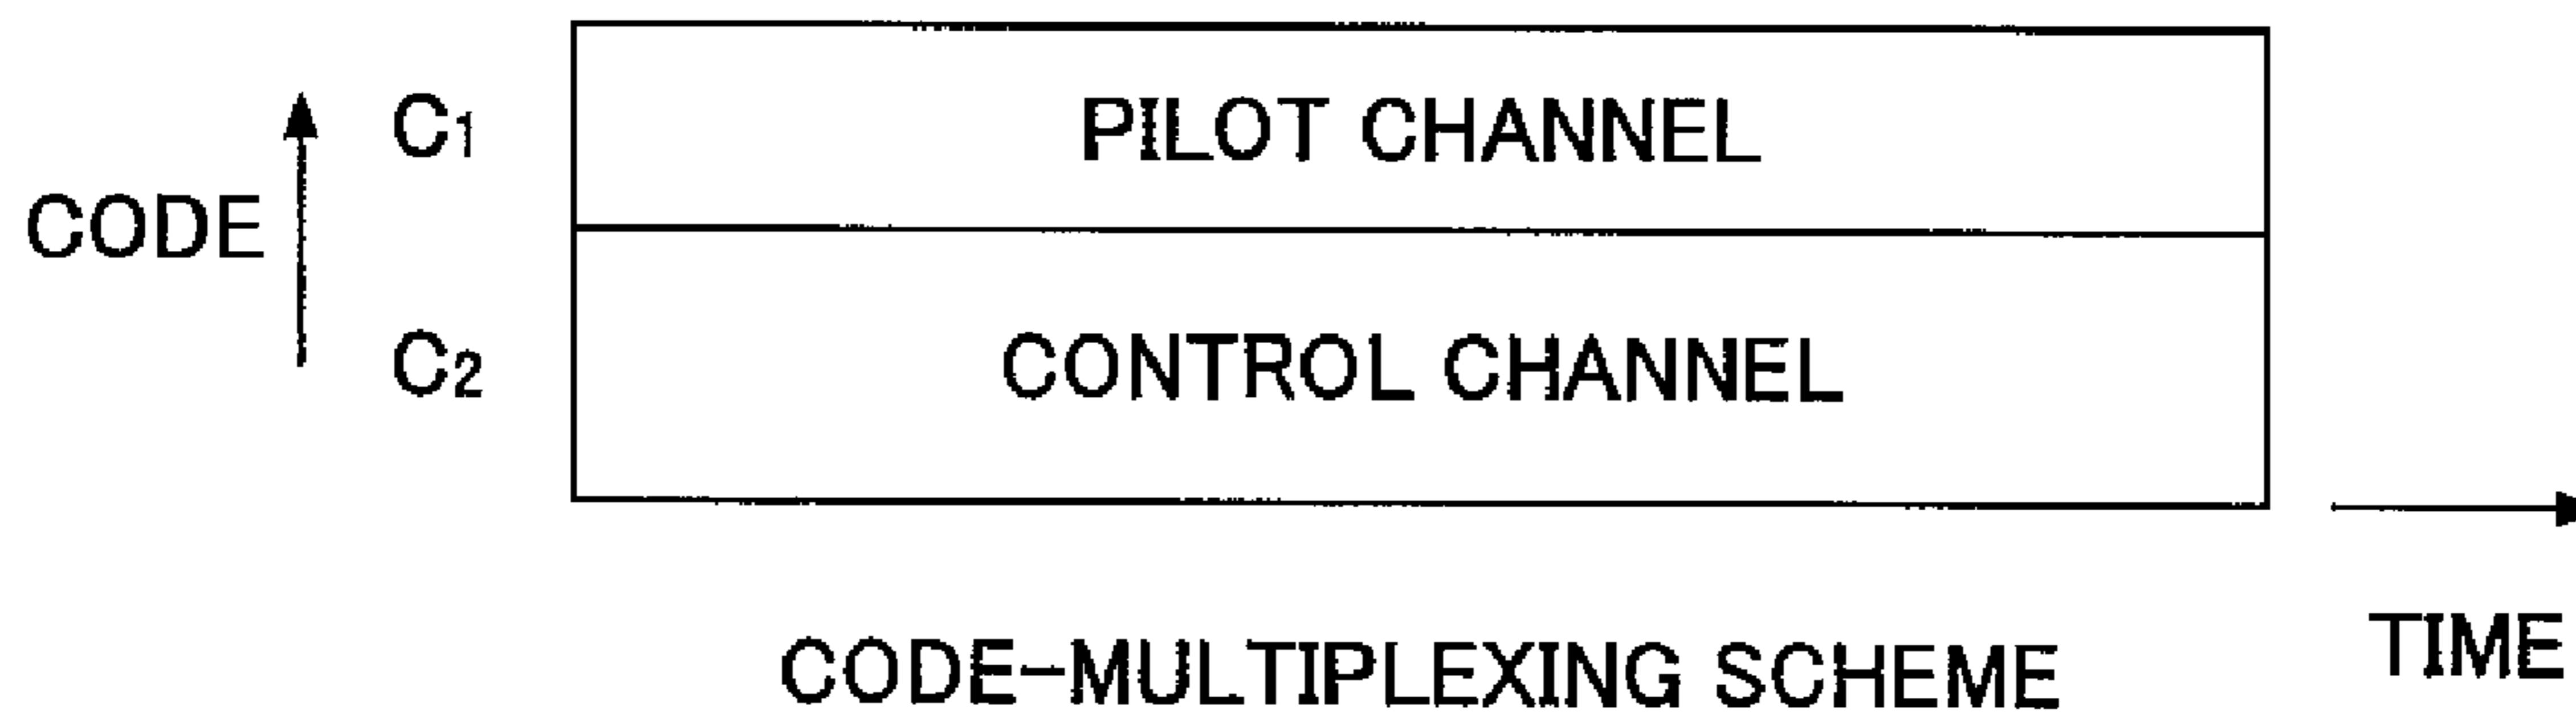 C1 PILOT CHANNEL
CODE
C2 CONTROL CHANNEL
CODE-MULTIPLEXING SCHEME
TIME